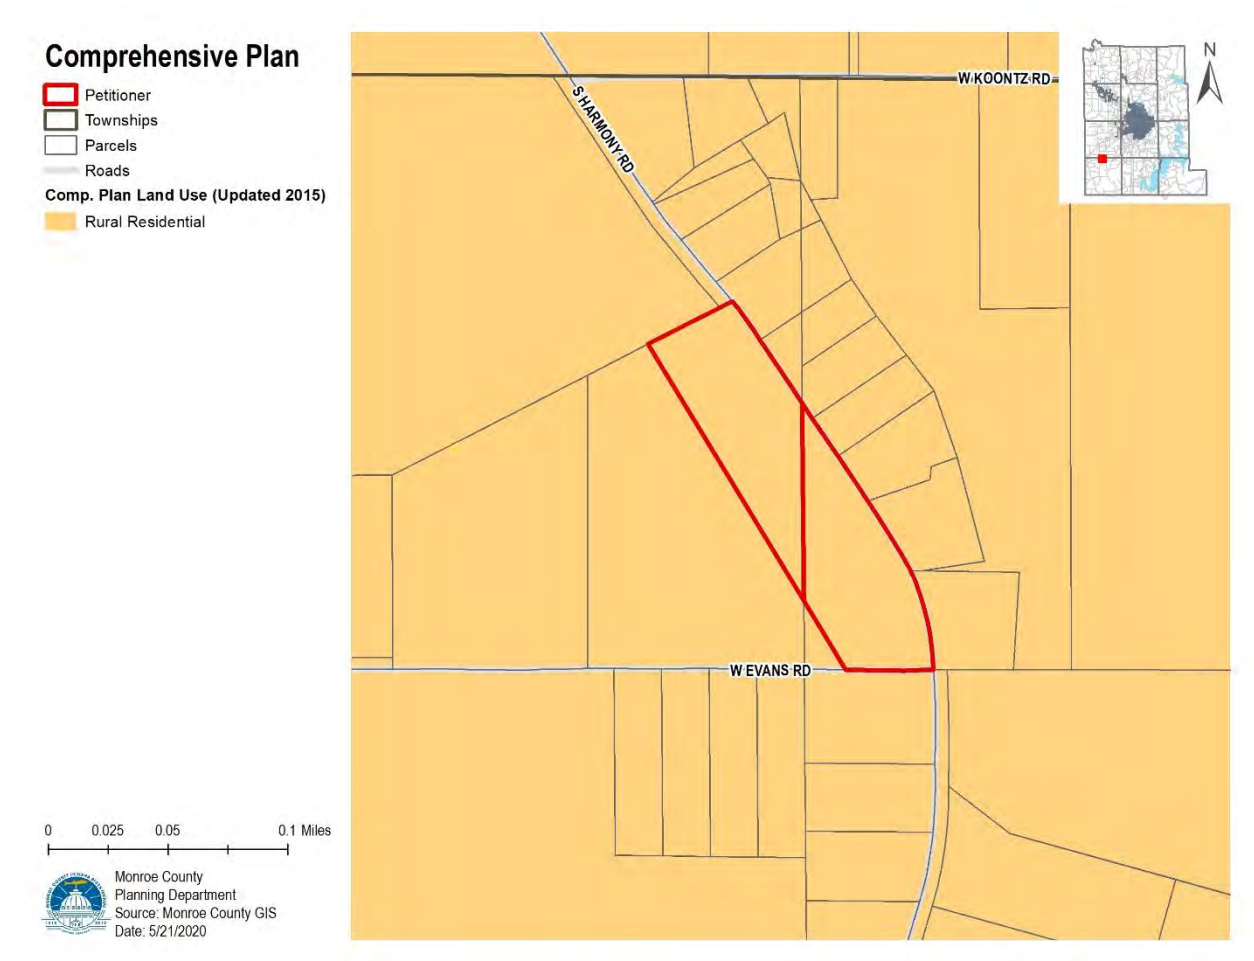 Comprehensive Plan
Petitioner
Townships
Parcels
Roads
Comp. Plan Land Use (Updated 2015)
Rural Residential
W KOONTZ RD
N
S HARMONY RD
W EVANS RD
0 0.025 0.05 0.1 Miles
Monroe County
Planning Department
Source: Monroe County GIS
Date: 5/21/2020